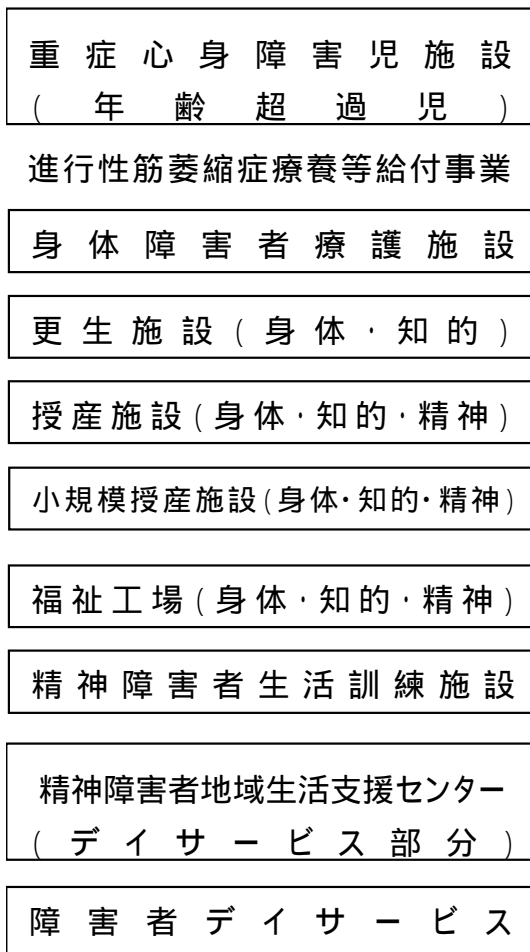 重症心身障害児施設
(年齢超過児)
進行性筋萎縮症療養等給付事業
身体障害者療護施設
更生施設(身体・知的)
授産施設(身体・知的・精神)
小規模授産施設(身体・知的・精神)
福祉工場(身体・知的・精神)
精神障害者生活訓練施設
精神障害者地域生活支援センター
(デイサービス部分)
障害者デイサービス